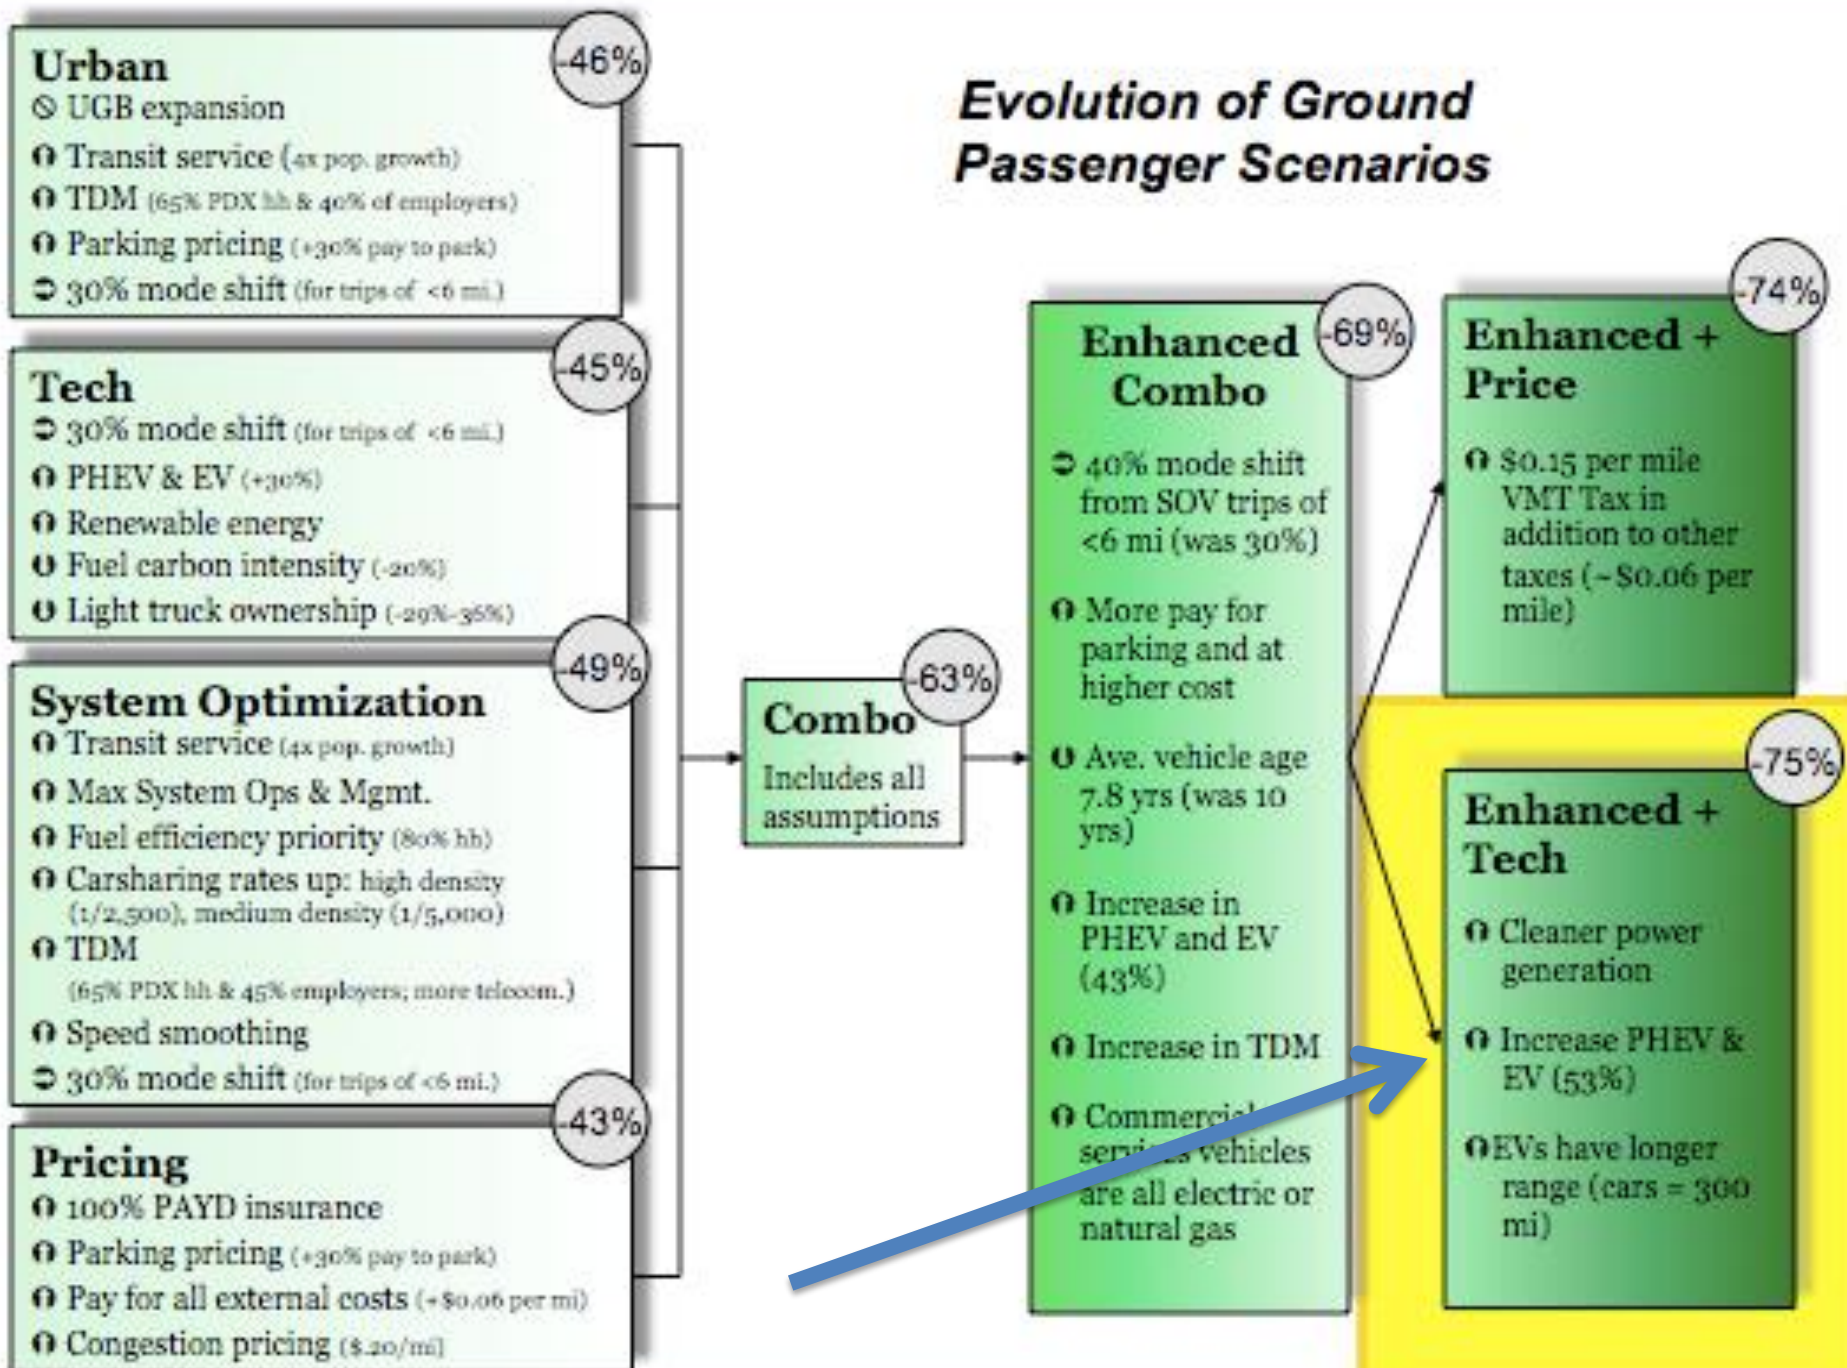 Evolution of Ground
Passenger Scenarios
-46%
Urban
UGB expansion
Transit service (4x pop. growth)
TDM (65% PDX hh & 40% of employers)
Parking pricing (+30% pay to park)
30% mode shift (for trips of <6 mi.)
-45%
Tech
30% mode shift (for trips of <6 mi.)
PHEV & EV (+30%)
Renewable energy
Fuel carbon intensity (-20%)
Light truck ownership (-29%-36%)
-49%
System Optimization
Transit service (4x pop. growth)
Max System Ops & Mgmt.
Fuel efficiency priority (80% hh)
Carsharing rates up: high density
(1/2,500), medium density (1/5,000)
TDM
(65% PDX hh & 45% employers; more telecom.)
Speed smoothing
30% mode shift (for trips of <6 mi.)
-43%
Pricing
100% PAYD insurance
Parking pricing (+30% pay to park)
Pay for all external costs (+$0.06 per mi)
Congestion pricing ($.20/mi)
-63%
Combo
Includes all
assumptions
-69%
Enhanced
Combo
40% mode shift
from SOV trips of
<6 mi (was 30%)
More pay for
parking and at
higher cost
Ave. vehicle age
7.8 yrs (was 10
yrs)
Increase in
PHEV and EV
(43%)
Increase in TDM
Commercial
services vehicles
are all electric or
natural gas
-74%
Enhanced +
Price
$0.15 per mile
VMT Tax in
addition to other
taxes (~$0.06 per
mile)
-75%
Enhanced +
Tech
Cleaner power
generation
Increase PHEV &
EV (53%)
EVs have longer
range (cars = 300
mi)